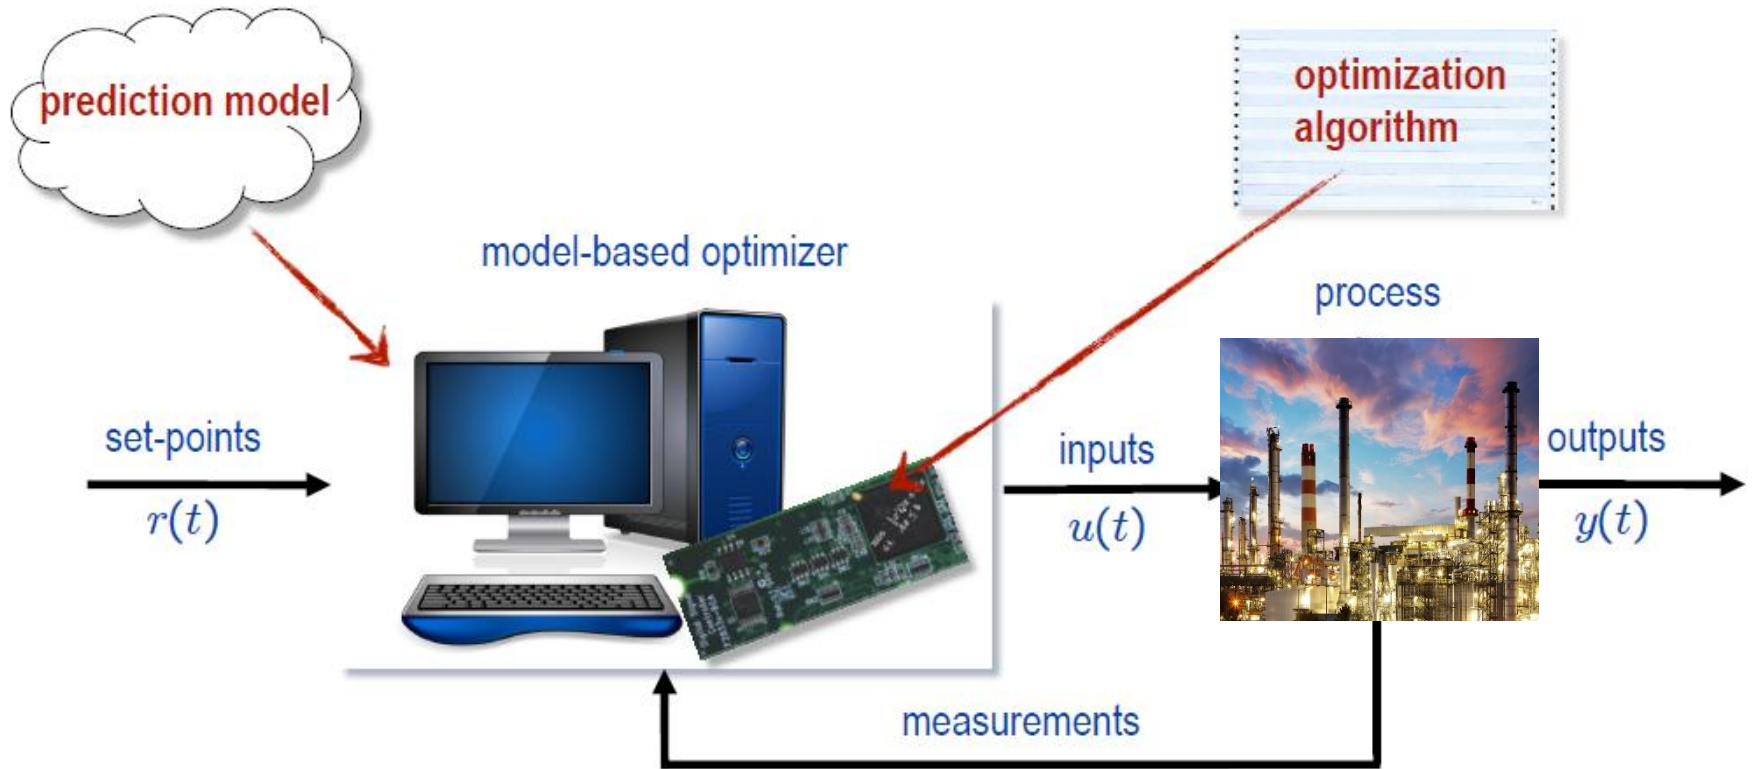 prediction model
optimization
algorithm
model-based optimizer
process
set-points
r(t)
inputs
u(t)
outputs
y(t)
measurements